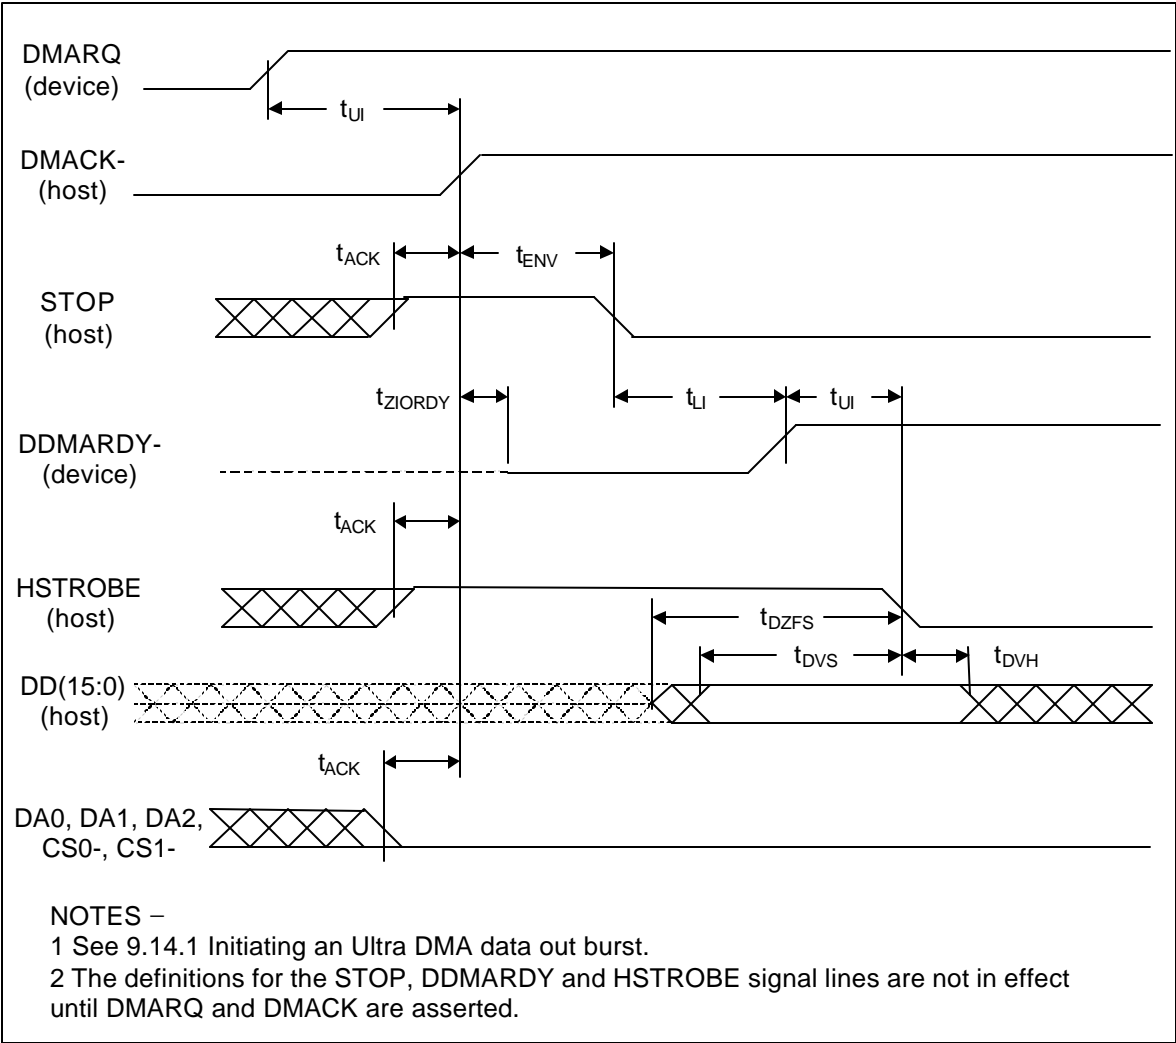 DMARQ
(device)
tUI
DMACK-
(host)
tACK
tENV
STOP
(host)
tZIORDY
tLI
tUI
DDMARDY-
(device)
tACK
HSTROBE
(host)
tDZFS
tDVS
tDVH
DD(15:0)
(host)
tACK
DA0, DA1, DA2,
CS0-, CS1-
NOTES –
1 See 9.14.1 Initiating an Ultra DMA data out burst.
2 The definitions for the STOP, DDMARDY and HSTROBE signal lines are not in effect
until DMARQ and DMACK are asserted.